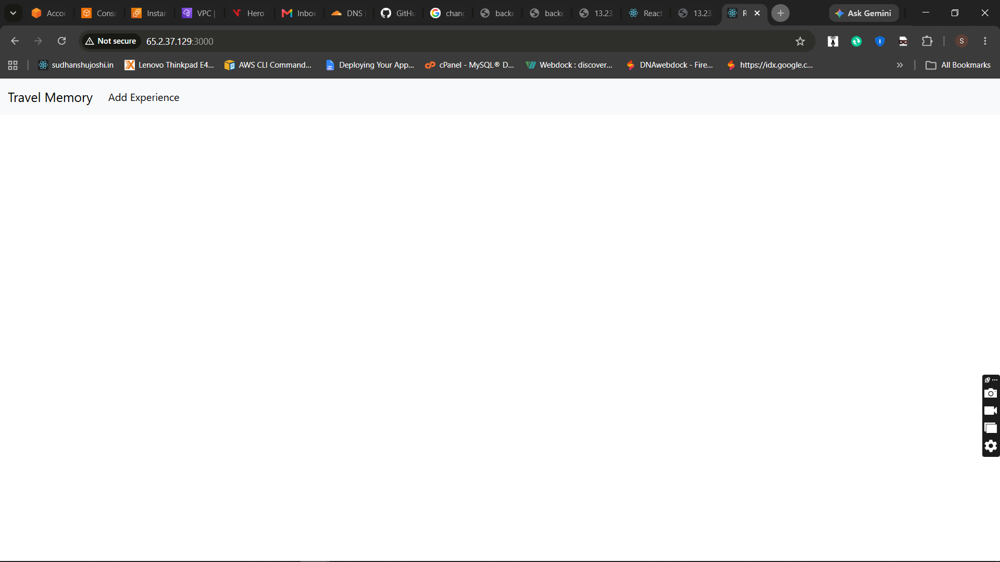 Accou Conso Instan VPC | Hero Inbox DNS | GitHu chang backe backe 13.23 React 13.23 R Ask Gemini
Not secure 65.2.37.129:3000 S
sudhanshujoshi.in Lenovo Thinkpad E4... AWS CLI Command... Deploying Your App... cPanel - MySQL® D... Webdock : discover... DNAwebdock - Fire... https://idx.google.c... » All Bookmarks
Travel Memory Add Experience